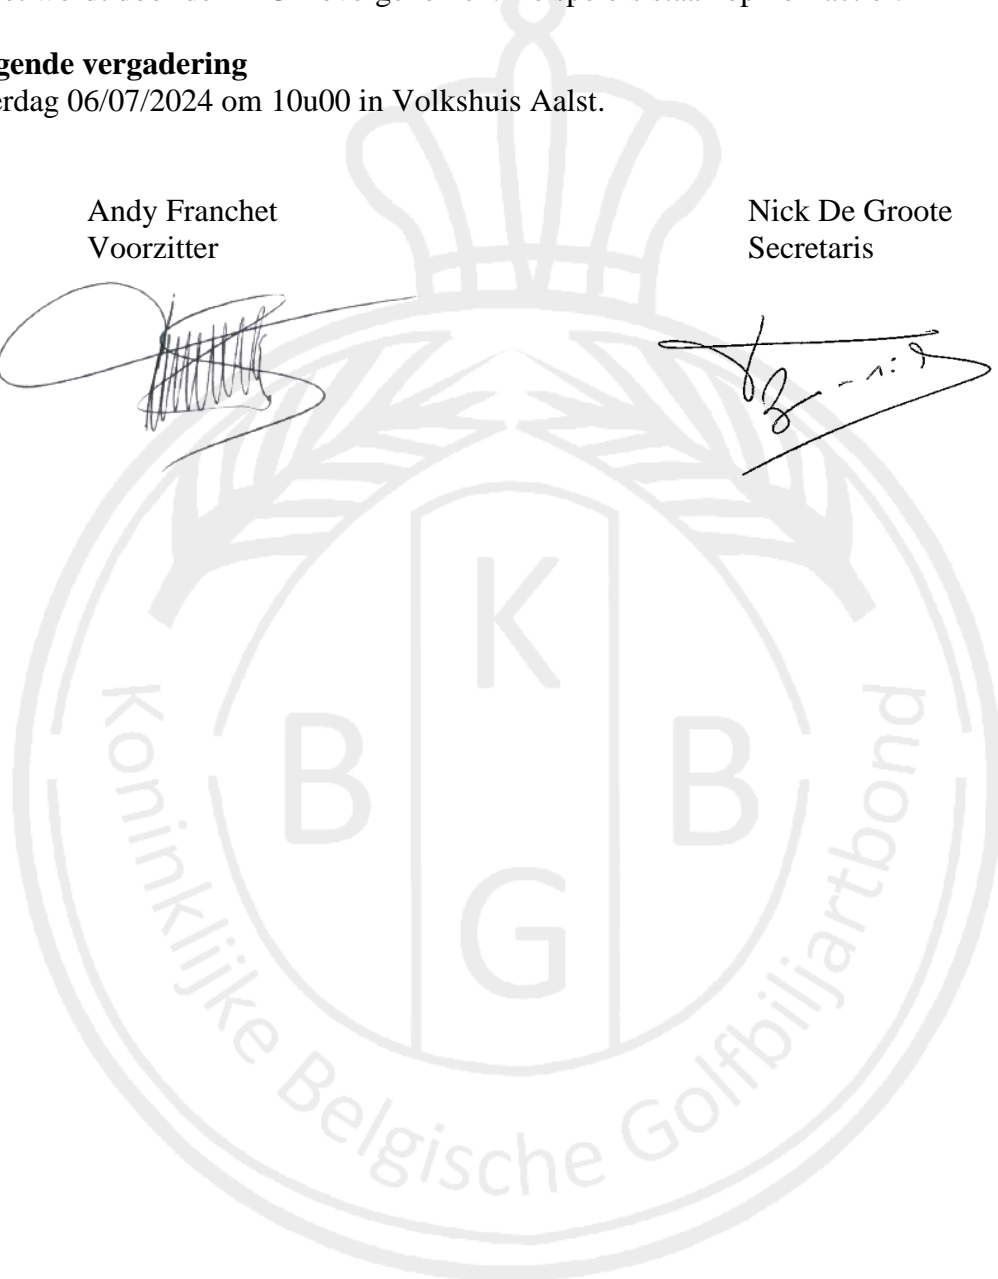 gende vergadering
erdag 06/07/2024 om 10u00 in Volkshuis Aalst.
Andy Franchet
Voorzitter
Nick De Groote
Secretaris
K
B B
G
Koninklijke Belgische Golfbiljartbond